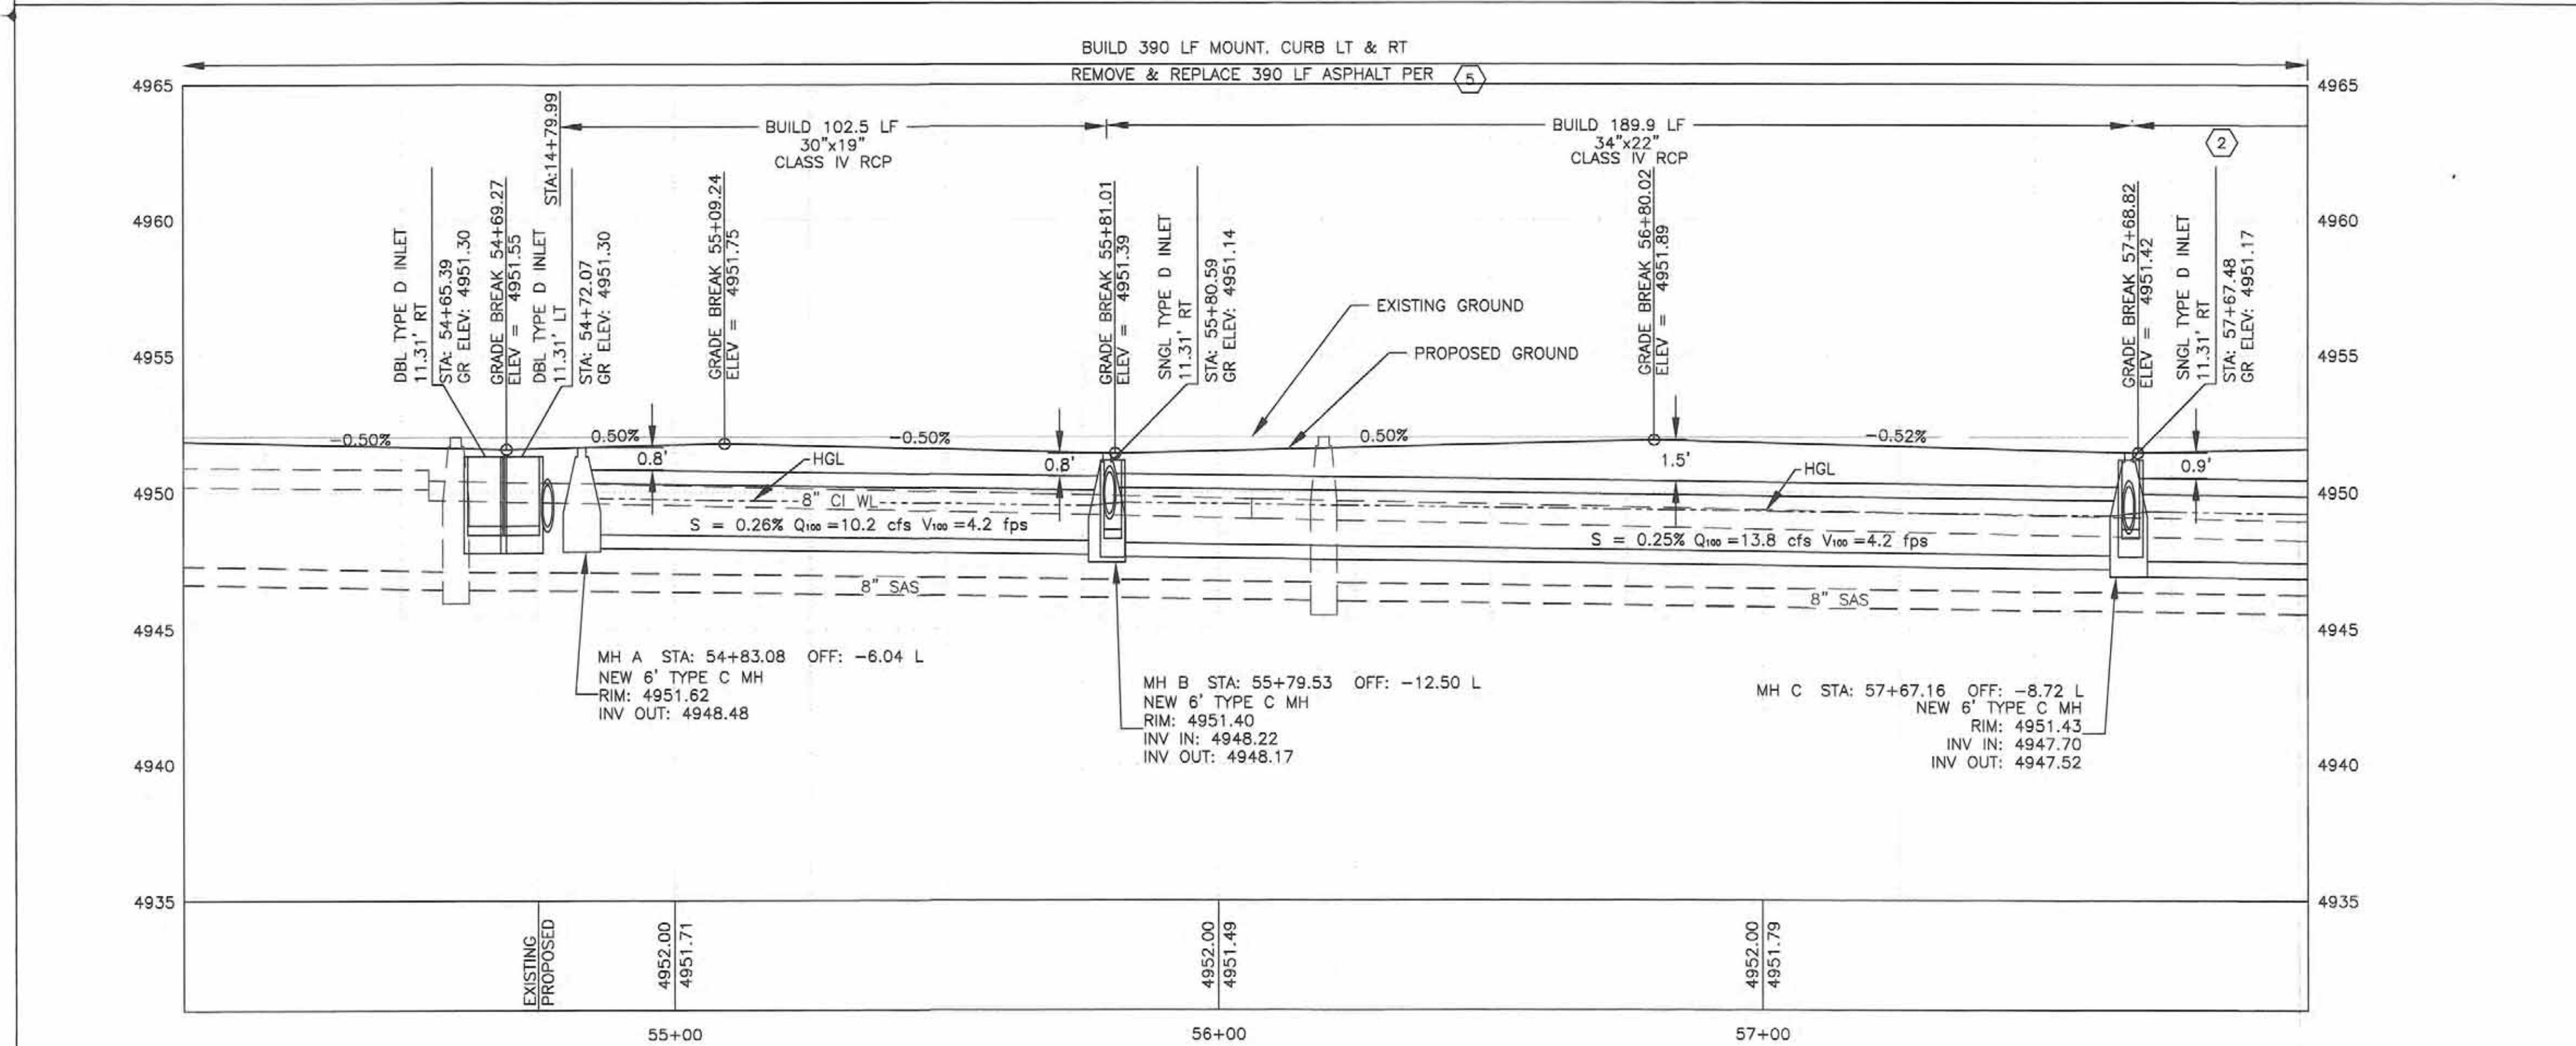 BUILD 390 LF MOUNT. CURB LT & RT
REMOVE & REPLACE 390 LF ASPHALT PER 5
4965
4965
BUILD 102.5 LF
30"x19"
CLASS IV RCP
BUILD 189.9 LF
34"x22"
CLASS IV RCP
2
STA:14+79.99
4960
4960
DBL TYPE D INLET
11.31' RT
STA: 54+65.39
GR ELEV: 4951.30
GRADE BREAK 54+69.27
ELEV = 4951.55
DBL TYPE D INLET
11.31' LT
STA: 54+72.07
GR ELEV: 4951.30
GRADE BREAK 55+09.24
ELEV = 4951.75
GRADE BREAK 55+81.01
ELEV = 4951.39
SNGL TYPE D INLET
11.31' RT
STA: 55+80.59
GR ELEV: 4951.14
GRADE BREAK 56+80.02
ELEV = 4951.89
GRADE BREAK 57+68.82
ELEV = 4951.42
SNGL TYPE D INLET
11.31' RT
STA: 57+67.48
GR ELEV: 4951.17
EXISTING GROUND
PROPOSED GROUND
4955
4955
-0.50%
0.50%
-0.50%
0.50%
-0.52%
0.8'
HGL
0.8'
1.5'
HGL
0.9'
4950
4950
8" CI WL
S = 0.26% Q100 =10.2 cfs V100 =4.2 fps
S = 0.25% Q100 =13.8 cfs V100 =4.2 fps
8" SAS
8" SAS
4945
4945
MH A STA: 54+83.08 OFF: -6.04 L
NEW 6' TYPE C MH
RIM: 4951.62
INV OUT: 4948.48
MH B STA: 55+79.53 OFF: -12.50 L
NEW 6' TYPE C MH
RIM: 4951.40
INV IN: 4948.22
INV OUT: 4948.17
MH C STA: 57+67.16 OFF: -8.72 L
NEW 6' TYPE C MH
RIM: 4951.43
INV IN: 4947.70
INV OUT: 4947.52
4940
4940
4935
4935
EXISTING
PROPOSED
4952.00
4951.71
4952.00
4951.49
4952.00
4951.79
55+00
56+00
57+00